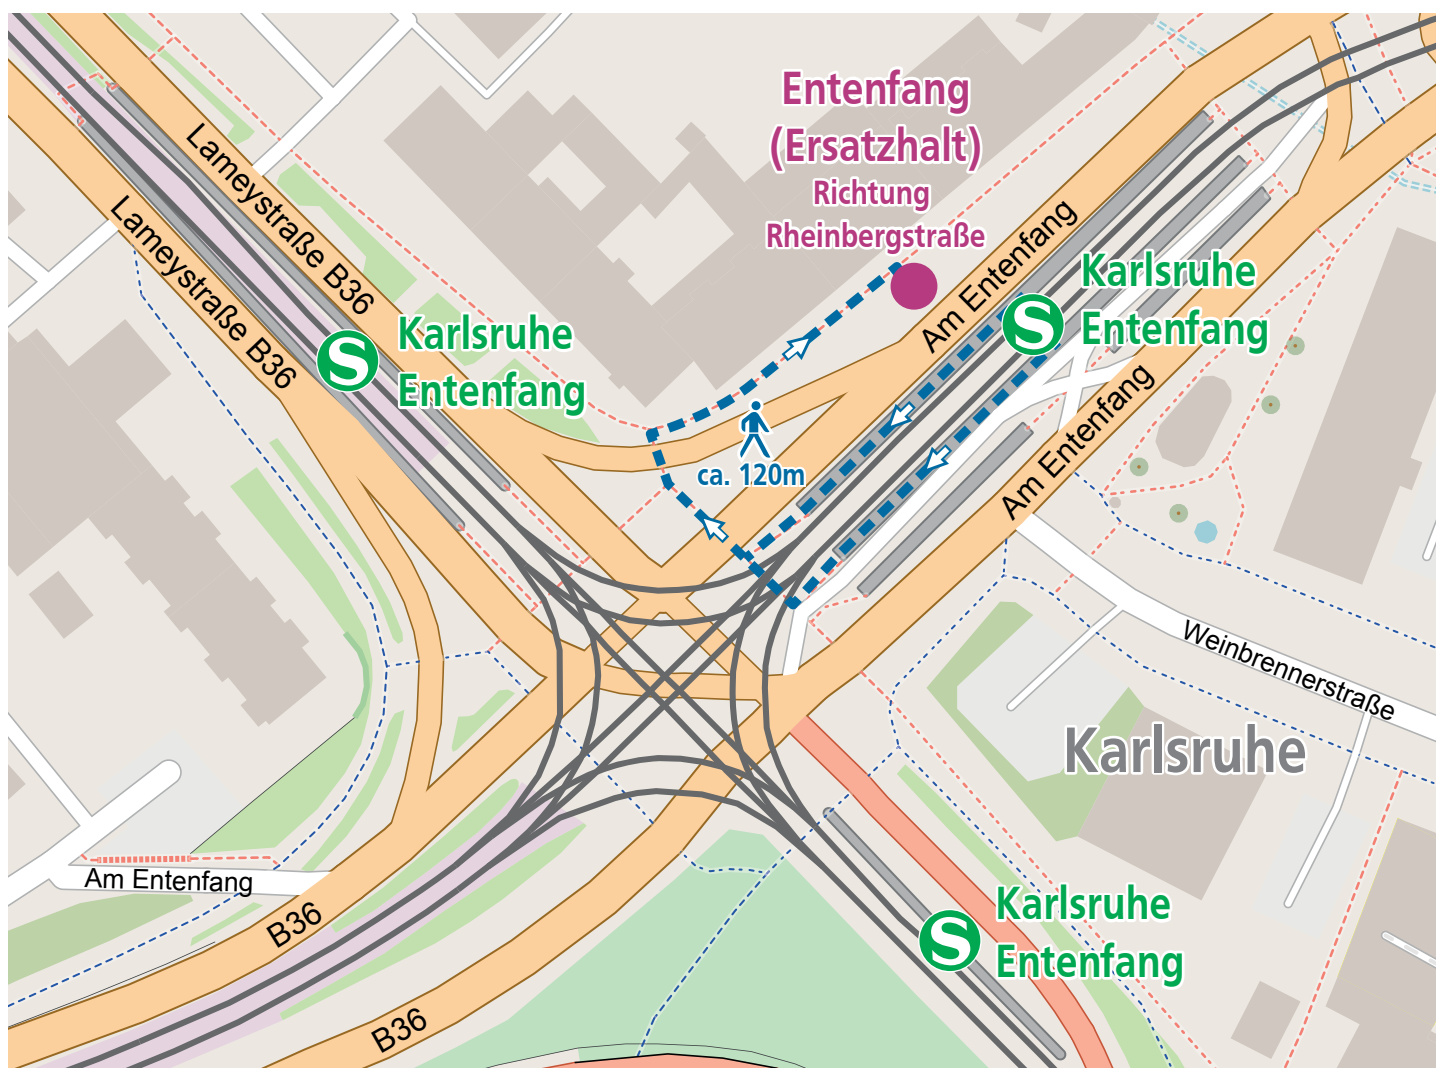 Entenfang
(Ersatzhalt)
Richtung
Rheinbergstraße
Lameystraße B36
Lameystraße B36
Am Entenfang
S
Karlsruhe
Entenfang
S
Karlsruhe
Entenfang
Am Entenfang
ca. 120m
Weinbrennerstraße
Karlsruhe
Am Entenfang
B36
S
Karlsruhe
Entenfang
B36